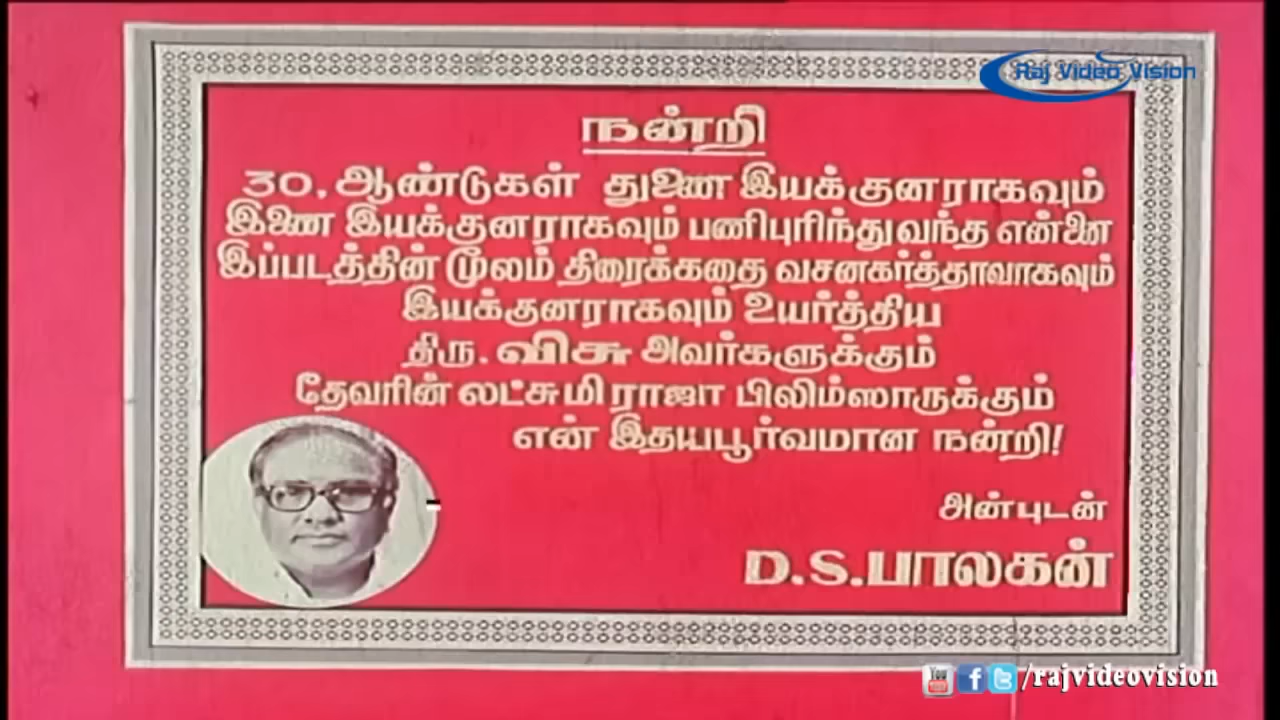 Raj Video Vision
நன்றி
30, ஆண்டுகள் துணை இயக்குனராகவும்
இணை இயக்குனராகவும் பணிபுரிந்துவந்த என்னை
இப்படத்தின் மூலம் திரைக்கதை வசனகர்த்தாவாகவும்
இயக்குனராகவும் உயர்த்திய
திரு. விசு அவர்களுக்கும்
தேவரின் லட்சுமி ராஜா பிலிம்ஸாருக்கும்
என் இதயபூர்வமான நன்றி!
அன்புடன்
D.S.பாலகன்
/rajvideovision